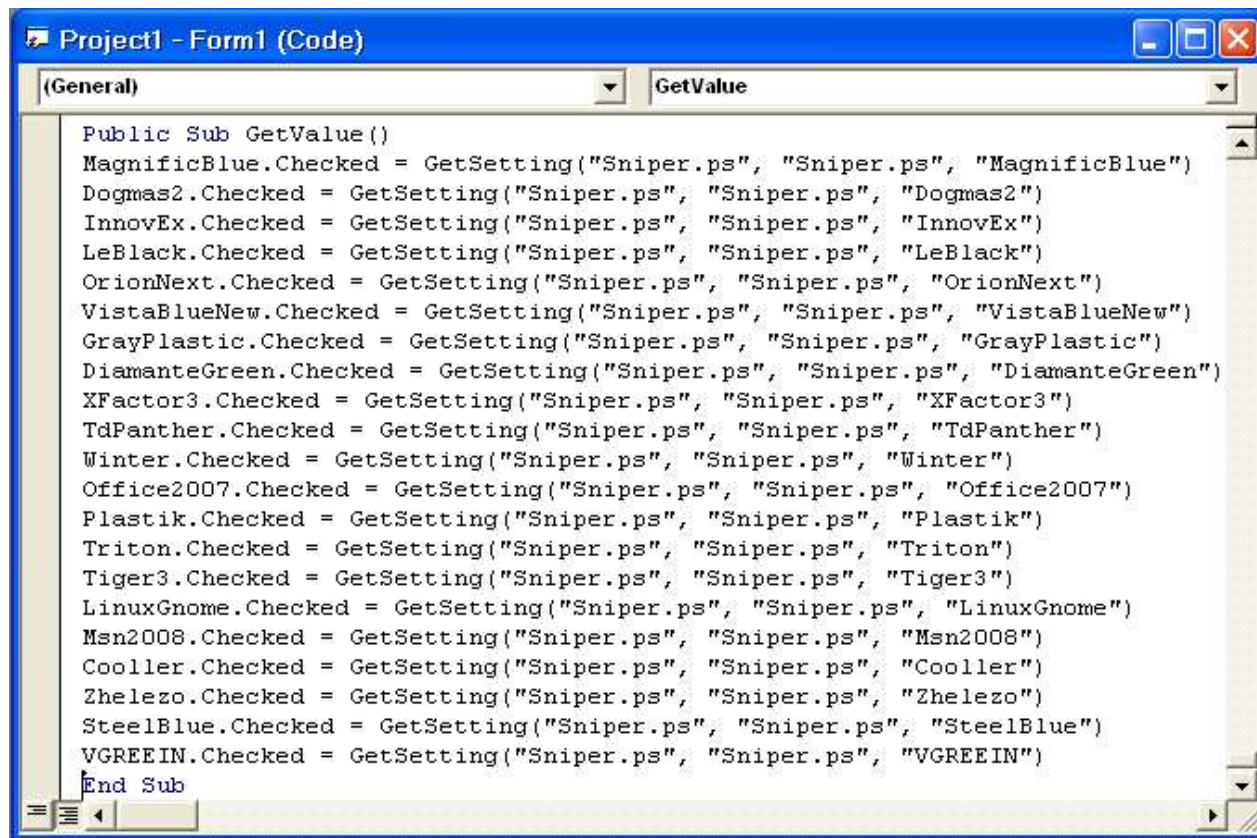 Project1 - Form1 (Code)
(General) GetValue
Public Sub GetValue()
MagnificBlue.Checked = GetSetting("Sniper.ps", "Sniper.ps", "MagnificBlue")
Dogmas2.Checked = GetSetting("Sniper.ps", "Sniper.ps", "Dogmas2")
InnovEx.Checked = GetSetting("Sniper.ps", "Sniper.ps", "InnovEx")
LeBlack.Checked = GetSetting("Sniper.ps", "Sniper.ps", "LeBlack")
OrionNext.Checked = GetSetting("Sniper.ps", "Sniper.ps", "OrionNext")
VistaBlueNew.Checked = GetSetting("Sniper.ps", "Sniper.ps", "VistaBlueNew")
GrayPlastic.Checked = GetSetting("Sniper.ps", "Sniper.ps", "GrayPlastic")
DiamanteGreen.Checked = GetSetting("Sniper.ps", "Sniper.ps", "DiamanteGreen")
XFactor3.Checked = GetSetting("Sniper.ps", "Sniper.ps", "XFactor3")
TdPanther.Checked = GetSetting("Sniper.ps", "Sniper.ps", "TdPanther")
Winter.Checked = GetSetting("Sniper.ps", "Sniper.ps", "Winter")
Office2007.Checked = GetSetting("Sniper.ps", "Sniper.ps", "Office2007")
Plastik.Checked = GetSetting("Sniper.ps", "Sniper.ps", "Plastik")
Triton.Checked = GetSetting("Sniper.ps", "Sniper.ps", "Triton")
Tiger3.Checked = GetSetting("Sniper.ps", "Sniper.ps", "Tiger3")
LinuxGnome.Checked = GetSetting("Sniper.ps", "Sniper.ps", "LinuxGnome")
Msn2008.Checked = GetSetting("Sniper.ps", "Sniper.ps", "Msn2008")
Cooller.Checked = GetSetting("Sniper.ps", "Sniper.ps", "Cooller")
Zhelezo.Checked = GetSetting("Sniper.ps", "Sniper.ps", "Zhelezo")
SteelBlue.Checked = GetSetting("Sniper.ps", "Sniper.ps", "SteelBlue")
VGREEIN.Checked = GetSetting("Sniper.ps", "Sniper.ps", "VGREEIN")
End Sub